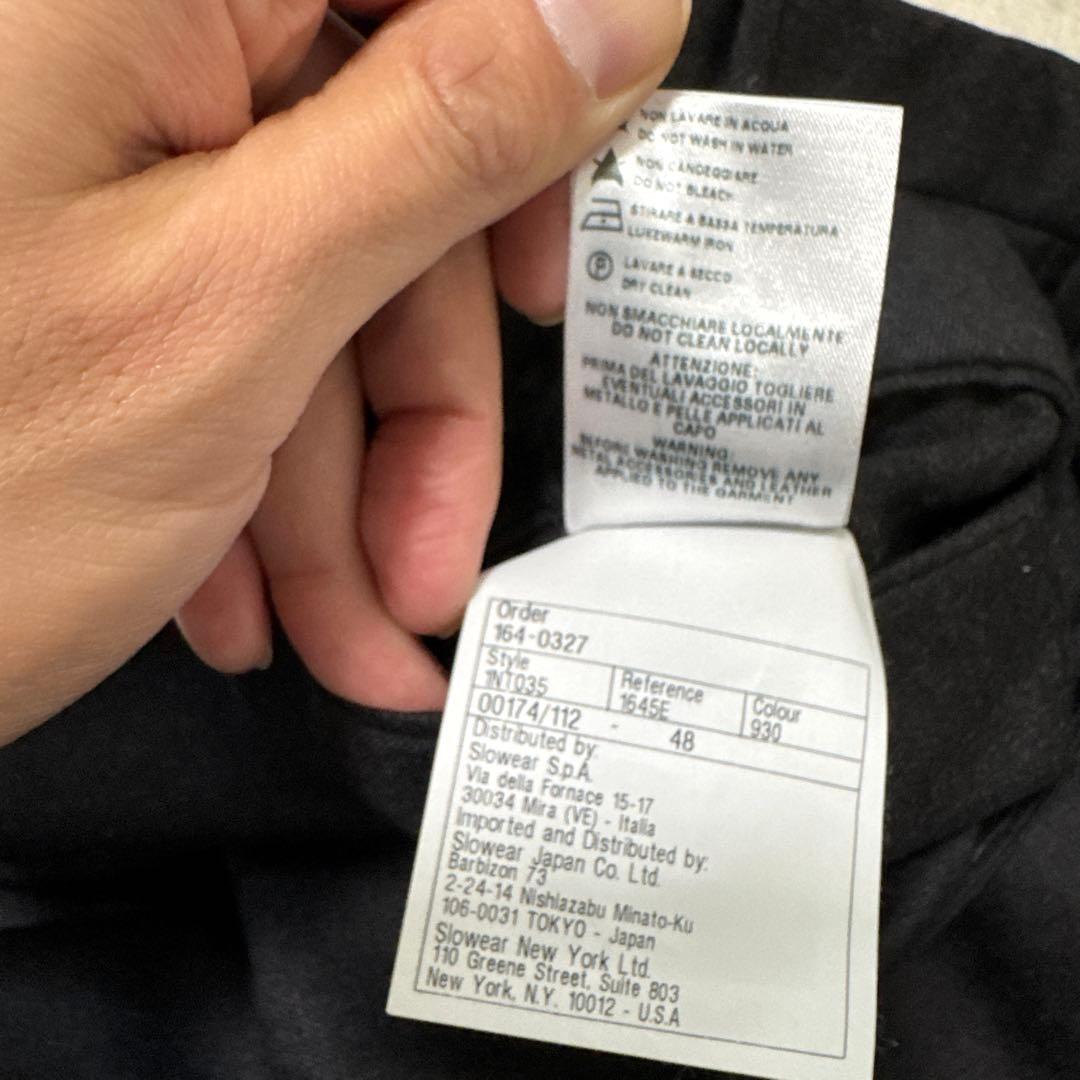 NON LAVARE IN ACQUA
DO NOT WASH IN WATER
NON CANDEGGIARE
DO NOT BLEACH
STIRARE A BASSA TEMPERATURA
LUKEWARM IRON
P
LAVARE A SECCO
DRY CLEAN
NON SMACCHIARE LOCALMENTE
DO NOT CLEAN LOCALLY
ATTENZIONE:
PRIMA DEL LAVAGGIO TOGLIERE
EVENTUALI ACCESSORI IN
METALLO E PELLE APPLICATI AL
CAPO
WARNING:
BEFORE WASHING REMOVE ANY
METAL ACCESSORIES AND LEATHER
APPLIED TO THE GARMENT
Order
164-0327
Style Reference Colour
1NT035 1645E 930
00174/112 - 48
Distributed by:
Slowear S.p.A.
Via della Fornace 15-17
30034 Mira (VE) - Italia
Imported and Distributed by:
Slowear Japan Co. Ltd.
Barbizon 73
2-24-14 Nishiazabu Minato-Ku
106-0031 TOKYO - Japan
Slowear New York Ltd.
110 Greene Street, Suite 803
New York, N.Y. 10012 - U.S.A